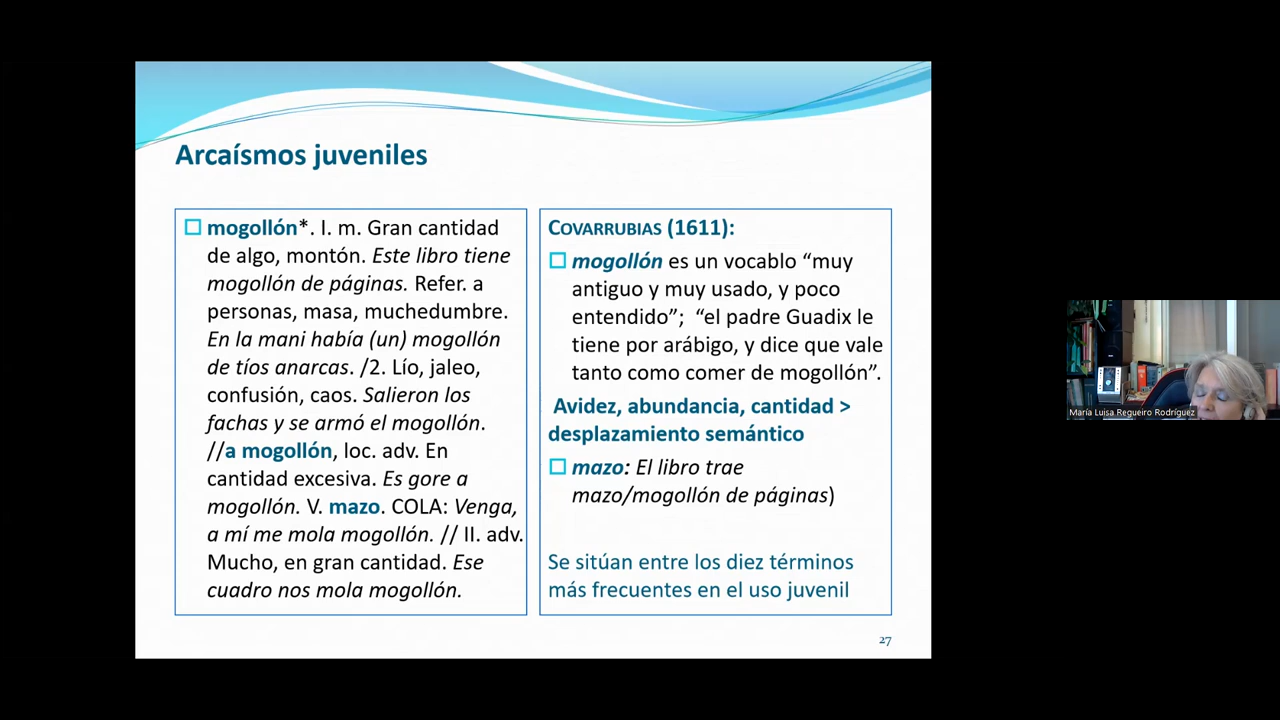 Arcaísmos juveniles
mogollón*. I. m. Gran cantidad
de algo, montón. Este libro tiene
mogollón de páginas. Refer. a
personas, masa, muchedumbre.
En la mani había (un) mogollón
de tíos anarcas. /2. Lío, jaleo,
confusión, caos. Salieron los
fachas y se armó el mogollón.
//a mogollón, loc. adv. En
cantidad excesiva. Es gore a
mogollón. V. mazo. COLA: Venga,
a mí me mola mogollón. // II. adv.
Mucho, en gran cantidad. Ese
cuadro nos mola mogollón.
COVARRUBIAS (1611):
mogollón es un vocablo “muy
antiguo y muy usado, y poco
entendido”; “el padre Guadix le
tiene por arábigo, y dice que vale
tanto como comer de mogollón”.
Avidez, abundancia, cantidad >
desplazamiento semántico
mazo: El libro trae
mazo/mogollón de páginas)
Se sitúan entre los diez términos
más frecuentes en el uso juvenil
27
María Luisa Regueiro Rodríguez